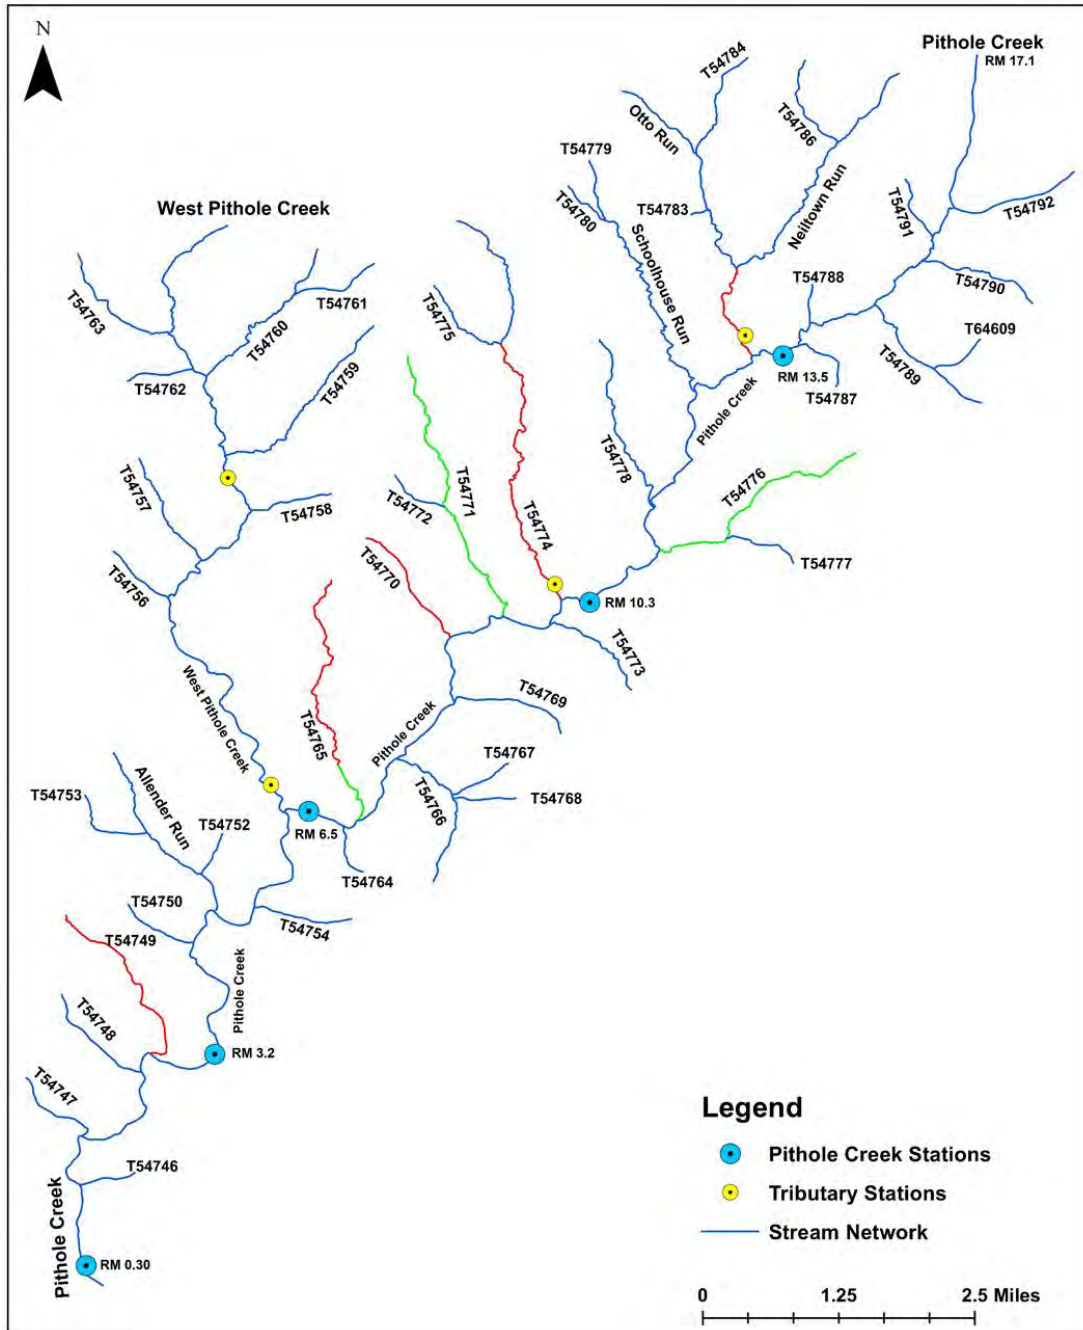 N
Pithole Creek
RM 17.1
T54784
Otto Run
T54786
T54779
T54780
T54783
Neiltown Run
T54791
T54792
West Pithole Creek
Schoolhouse Run
T54788
T54790
T54763
T54761
T54760
T54775
T64609
T54762
T54759
RM 13.5
T54787
T54789
Pithole Creek
T54757
T54758
T54772
T54771
T54778
T54776
T54774
T54777
T54756
T54770
RM 10.3
T54773
West Pithole Creek
T54765
Pithole Creek
T54769
T54767
T54768
T54766
T54753
Allender Run
T54752
RM 6.5
T54764
T54750
T54754
T54749
Pithole Creek
T54748
RM 3.2
T54747
T54746
Pithole Creek
RM 0.30
Legend
Pithole Creek Stations
Tributary Stations
Stream Network
0 1.25 2.5 Miles